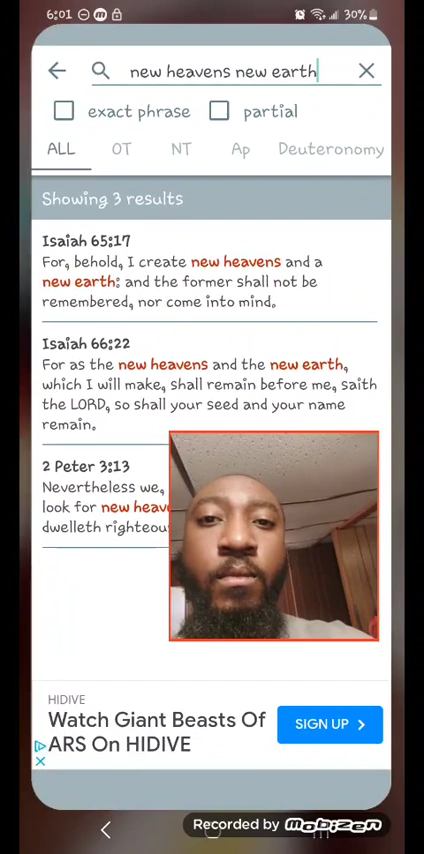 6:01
30%
new heavens new earth
exact phrase partial
ALL OT NT Ap Deuteronomy
Showing 3 results
Isaiah 65:17
For, behold, I create new heavens and a
new earth: and the former shall not be
remembered, nor come into mind.
Isaiah 66:22
For as the new heavens and the new earth,
which I will make, shall remain before me, saith
the LORD, so shall your seed and your name
remain.
2 Peter 3:13
Nevertheless we,
look for new
dwelleth
HIDIVE
Watch Giant Beasts Of
ARS On HIDIVE
SIGN UP
Recorded by mobizen